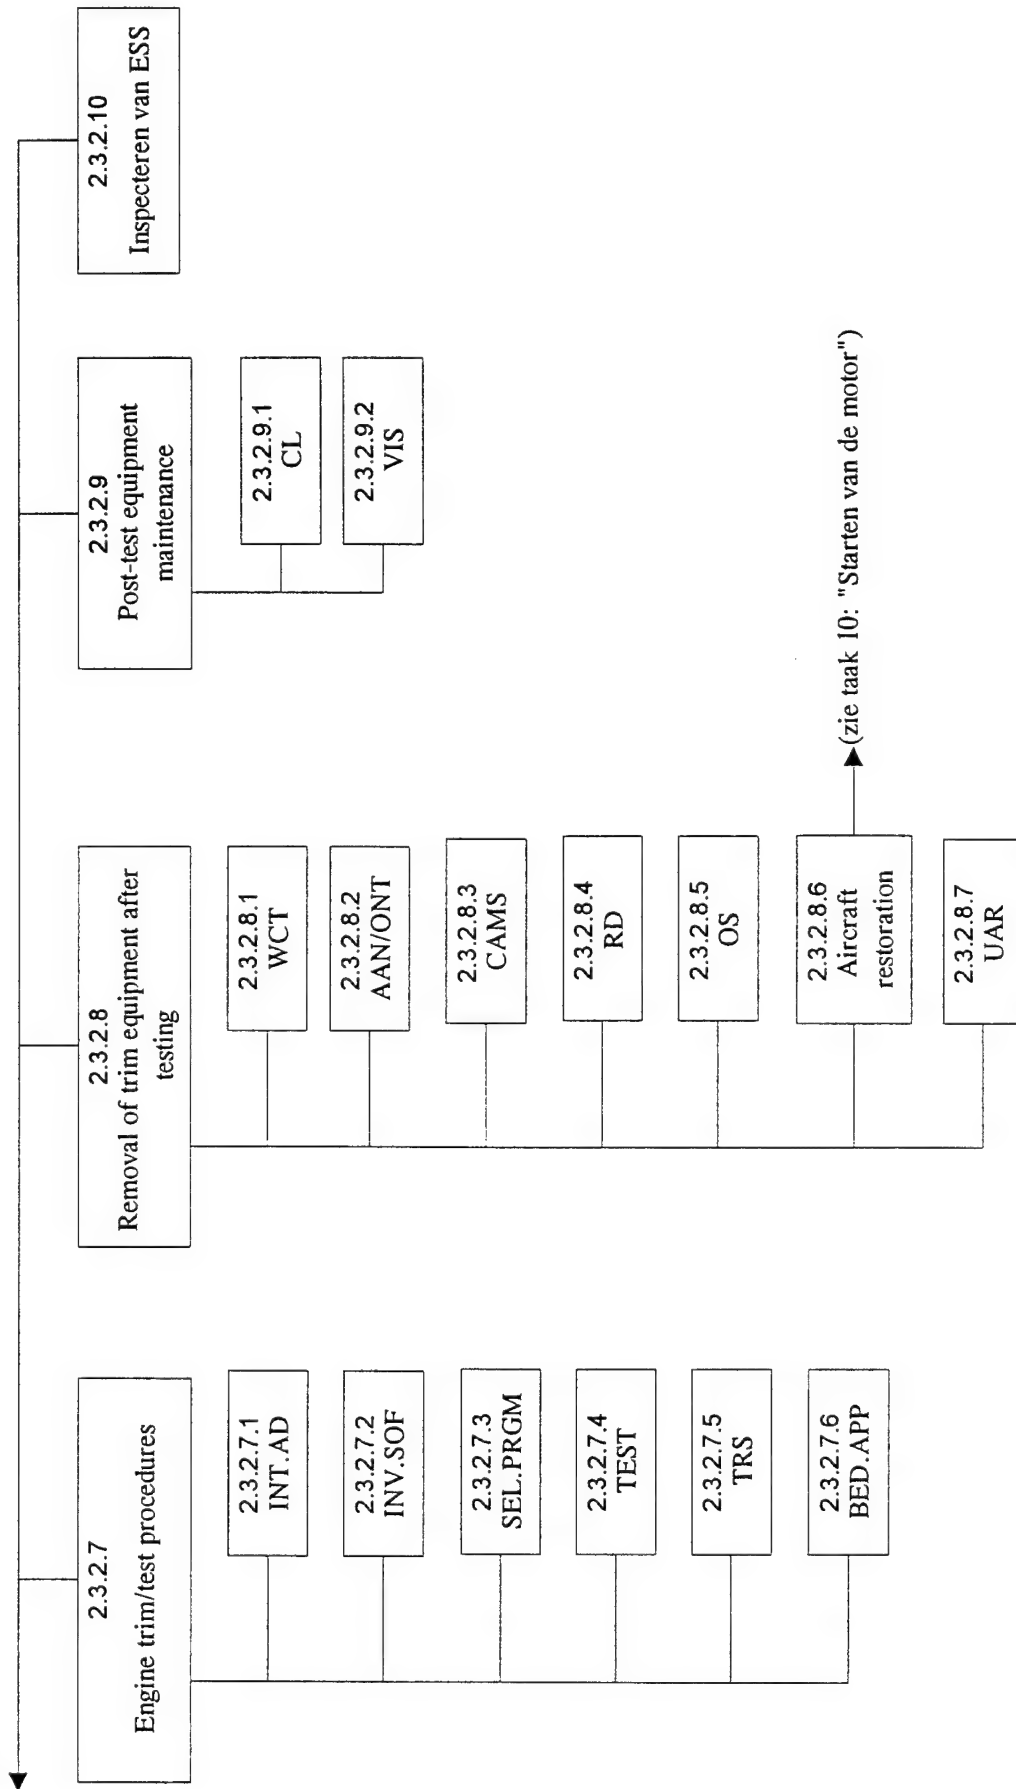 2.3.2.7
Engine trim/test procedures
2.3.2.7.1
INT.AD
2.3.2.7.2
INV.SOF
2.3.2.7.3
SEL.PRGM
2.3.2.7.4
TEST
2.3.2.7.5
TRS
2.3.2.7.6
BED.APP
2.3.2.8
Removal of trim equipment after
testing
2.3.2.8.1
WCT
2.3.2.8.2
AAN/ONT
2.3.2.8.3
CAMS
2.3.2.8.4
RD
2.3.2.8.5
OS
2.3.2.8.6
Aircraft
restoration
(zie taak 10: "Starten van de motor")
2.3.2.8.7
UAR
2.3.2.9
Post-test equipment
maintenance
2.3.2.9.1
CL
2.3.2.9.2
VIS
2.3.2.10
Inspecteren van ESS